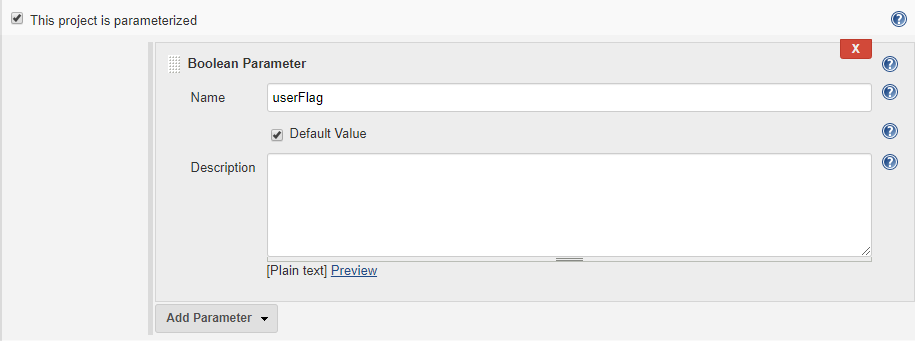 This project is parameterized
?
X
Boolean Parameter
?
Name
userFlag
?
Default Value
?
Description
?
[Plain text] Preview
Add Parameter